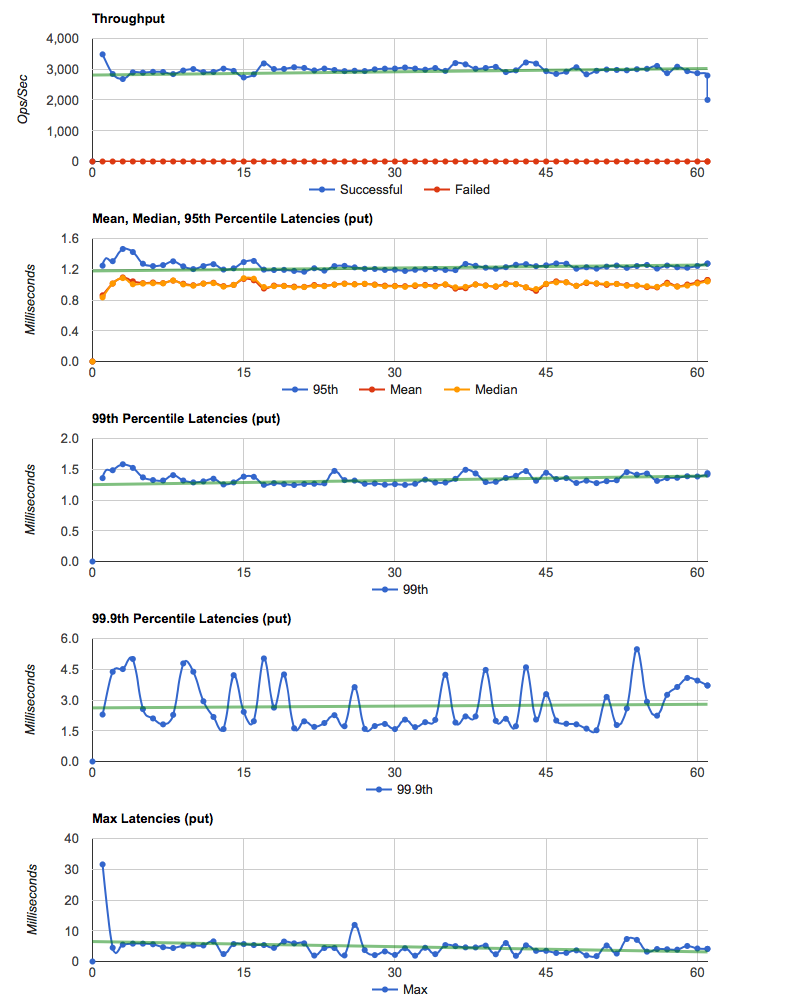 Throughput
4,000
3,000
2,000
1,000
0
Ops/Sec
0 15 30 45 60
Successful Failed
Mean, Median, 95th Percentile Latencies (put)
1.6
1.2
0.8
0.4
0.0
Milliseconds
0 15 30 45 60
95th Mean Median
99th Percentile Latencies (put)
2.0
1.5
1.0
0.5
0.0
Milliseconds
0 15 30 45 60
99th
99.9th Percentile Latencies (put)
6.0
4.5
3.0
1.5
0.0
Milliseconds
0 15 30 45 60
99.9th
Max Latencies (put)
40
30
20
10
0
Milliseconds
0 15 30 45 60
Max